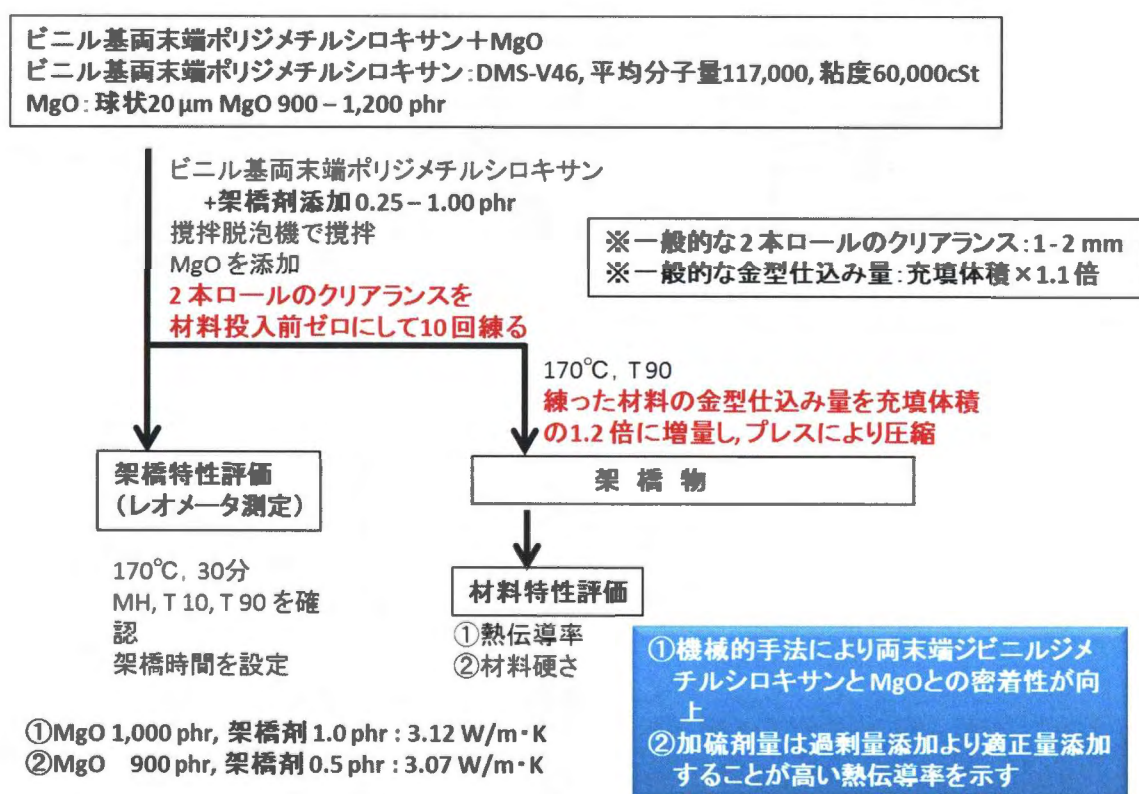 ビニル基両末端ポリジメチルシロキサン＋MgO
ビニル基両末端ポリジメチルシロキサン：DMS-V46, 平均分子量117,000, 粘度60,000cSt
MgO：球状20 μm MgO 900 – 1,200 phr
ビニル基両末端ポリジメチルシロキサン
+架橋剤添加 0.25 – 1.00 phr
撹拌脱泡機で撹拌
MgO を添加
2 本ロールのクリアランスを
材料投入前ゼロにして10 回練る
※一般的な2 本ロールのクリアランス：1 - 2 mm
※一般的な金型仕込み量：充填体積×1.1 倍
170℃, T 90
練った材料の金型仕込み量を充填体積
の1.2 倍に増量し，プレスにより圧縮
架橋特性評価
（レオメータ測定）
架 橋 物
170℃, 30分
MH, T 10, T 90 を確
認
架橋時間を設定
材料特性評価
①熱伝導率
②材料硬さ
①機械的手法により両末端ジビニルジメ
チルシロキサンとMgOとの密着性が向
上
②加硫剤量は過剰量添加より適正量添加
することが高い熱伝導率を示す
①MgO 1,000 phr, 架橋剤 1.0 phr : 3.12 W/m・K
②MgO 900 phr, 架橋剤 0.5 phr : 3.07 W/m・K